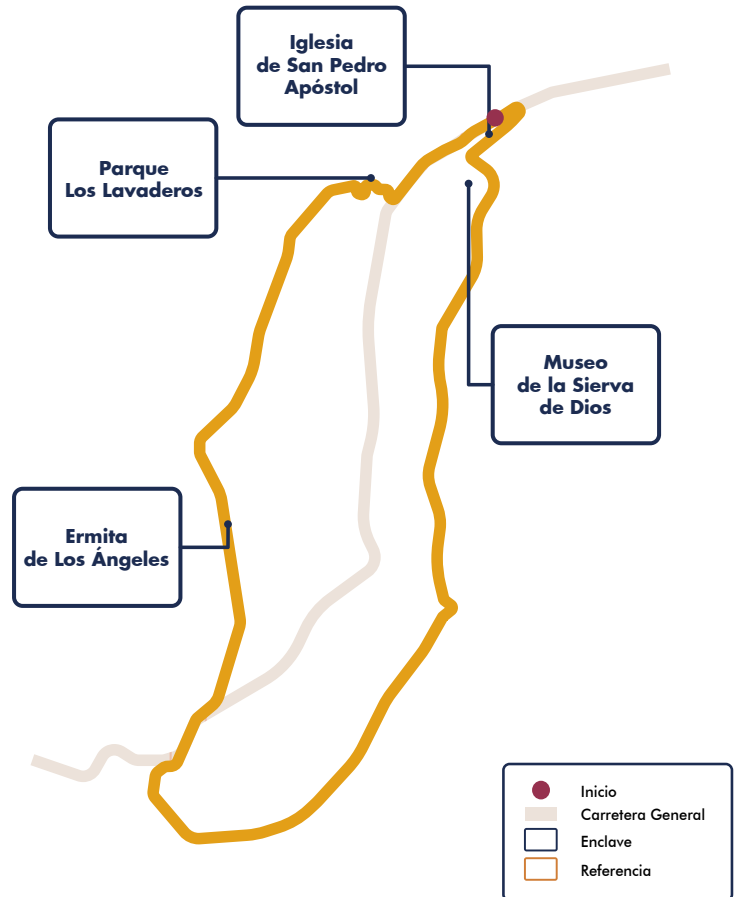 Iglesia
de San Pedro
Apóstol
Parque
Los Lavaderos
Museo
de la Sierva
de Dios
Ermita
de Los Ángeles
Inicio
Carretera General
Enclave
Referencia